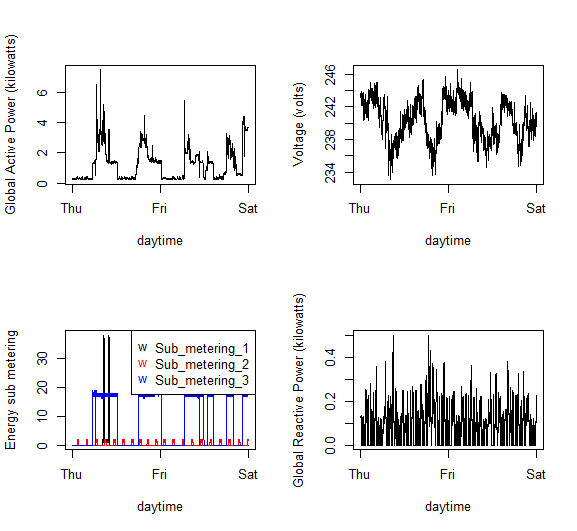 Global Active Power (kilowatts)
0 2 4 6
Thu Fri Sat
daytime
Voltage (volts)
234 238 242 246
Thu Fri Sat
daytime
Energy sub metering
0 10 20 30
w Sub_metering_1
w Sub_metering_2
w Sub_metering_3
Thu Fri Sat
daytime
Global Reactive Power (kilowatts)
0.0 0.2 0.4
Thu Fri Sat
daytime